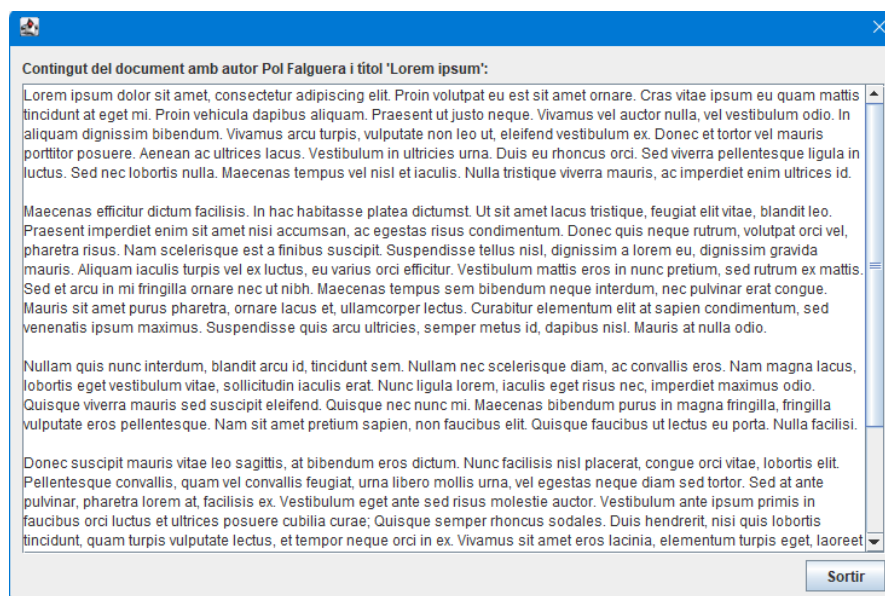 Contingut del document amb autor Pol Falguera i títol 'Lorem ipsum':
Lorem ipsum dolor sit amet, consectetur adipiscing elit. Proin volutpat eu est sit amet ornare. Cras vitae ipsum eu quam mattis
tincidunt at eget mi. Proin vehicula dapibus aliquam. Praesent ut justo neque. Vivamus vel auctor nulla, vel vestibulum odio. In
aliquam dignissim bibendum. Vivamus arcu turpis, vulputate non leo ut, eleifend vestibulum ex. Donec et tortor vel mauris
porttitor posuere. Aenean ac ultrices lacus. Vestibulum in ultricies urna. Duis eu rhoncus orci. Sed viverra pellentesque ligula in
luctus. Sed nec lobortis nulla. Maecenas tempus vel nisl et iaculis. Nulla tristique viverra mauris, ac imperdiet enim ultrices id.
Maecenas efficitur dictum facilisis. In hac habitasse platea dictumst. Ut sit amet lacus tristique, feugiat elit vitae, blandit leo.
Praesent imperdiet enim sit amet nisi accumsan, ac egestas risus condimentum. Donec quis neque rutrum, volutpat orci vel,
pharetra risus. Nam scelerisque est a finibus suscipit. Suspendisse tellus nisl, dignissim a lorem eu, dignissim gravida
mauris. Aliquam iaculis turpis vel ex luctus, eu varius orci efficitur. Vestibulum mattis eros in nunc pretium, sed rutrum ex mattis.
Sed et arcu in mi fringilla ornare nec ut nibh. Maecenas tempus sem bibendum neque interdum, nec pulvinar erat congue.
Mauris sit amet purus pharetra, ornare lacus et, ullamcorper lectus. Curabitur elementum elit at sapien condimentum, sed
venenatis ipsum maximus. Suspendisse quis arcu ultricies, semper metus id, dapibus nisl. Mauris at nulla odio.
Nullam quis nunc interdum, blandit arcu id, tincidunt sem. Nullam nec scelerisque diam, ac convallis eros. Nam magna lacus,
lobortis eget vestibulum vitae, sollicitudin iaculis erat. Nunc ligula lorem, iaculis eget risus nec, imperdiet maximus odio.
Quisque viverra mauris sed suscipit eleifend. Quisque nec nunc mi. Maecenas bibendum purus in magna fringilla, fringilla
vulputate eros pellentesque. Nam sit amet pretium sapien, non faucibus elit. Quisque faucibus ut lectus eu porta. Nulla facilisi.
Donec suscipit mauris vitae leo sagittis, at bibendum eros dictum. Nunc facilisis nisl placerat, congue orci vitae, lobortis elit.
Pellentesque convallis, quam vel convallis feugiat, urna libero mollis urna, vel egestas neque diam sed tortor. Sed at ante
pulvinar, pharetra lorem at, facilisis ex. Vestibulum eget ante sed risus molestie auctor. Vestibulum ante ipsum primis in
faucibus orci luctus et ultrices posuere cubilia curae; Quisque semper rhoncus sodales. Duis hendrerit, nisi quis lobortis
tincidunt, quam turpis vulputate lectus, et tempor neque orci in ex. Vivamus sit amet eros lacinia, elementum turpis eget, laoreet
Sortir